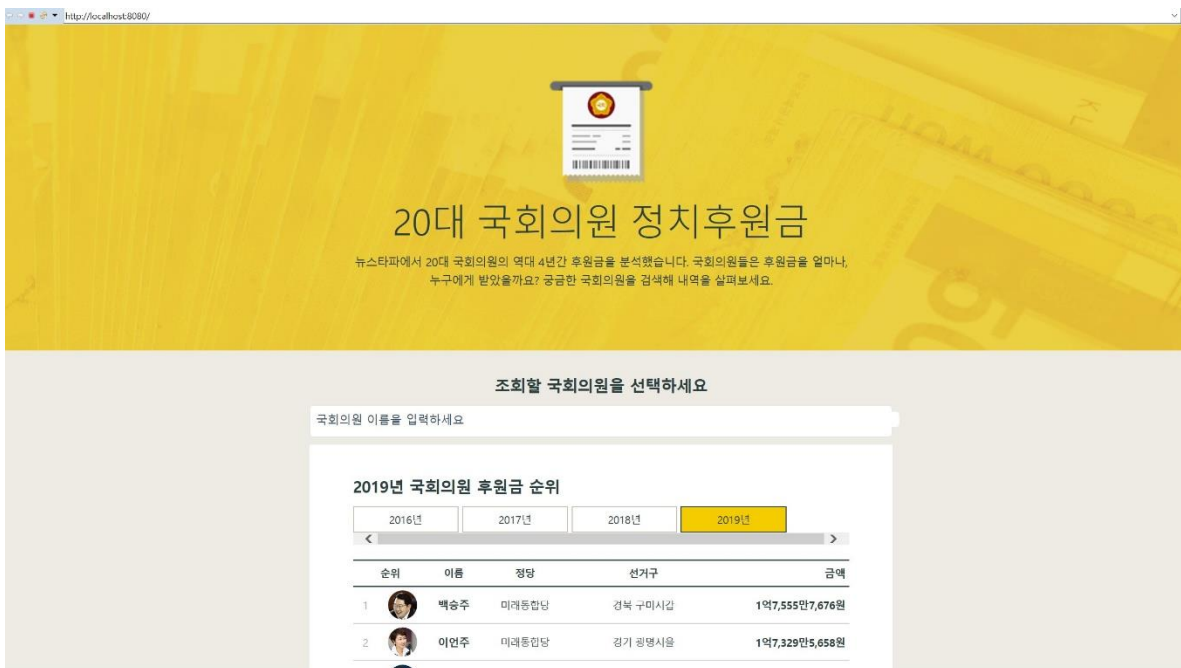 http://localhost:8080/
20대 국회의원 정치후원금
뉴스타파에서 20대 국회의원의 역대 4년간 후원금을 분석했습니다. 국회의원들은 후원금을 얼마나,
누구에게 받았을까요? 궁금한 국회의원을 검색해 내역을 살펴보세요.
조회할 국회의원을 선택하세요
국회의원 이름을 입력하세요
2019년 국회의원 후원금 순위
2016년 2017년 2018년 2019년
순위 이름 정당 선거구 금액
1 백승주 미래통합당 경북 구미시갑 1억7,555만7,676원
2 이언주 미래통합당 경기 광명시을 1억7,329만5,658원